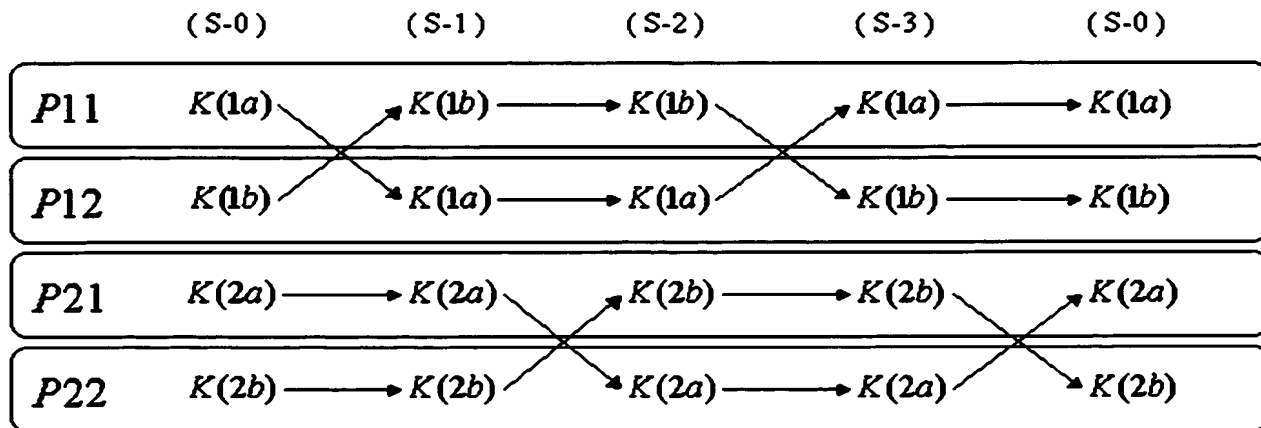 (S-0) (S-1) (S-2) (S-3) (S-0)
P11 K(1a) K(1b) K(1b) K(1a) K(1a)
P12 K(1b) K(1a) K(1a) K(1b) K(1b)
P21 K(2a) K(2a) K(2b) K(2b) K(2a)
P22 K(2b) K(2b) K(2a) K(2a) K(2b)